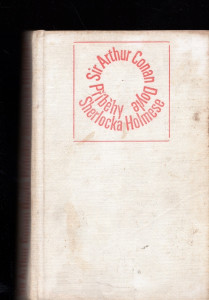 Sir Arthur Conan Doyle
Příběhy
Sherlocka Holmese